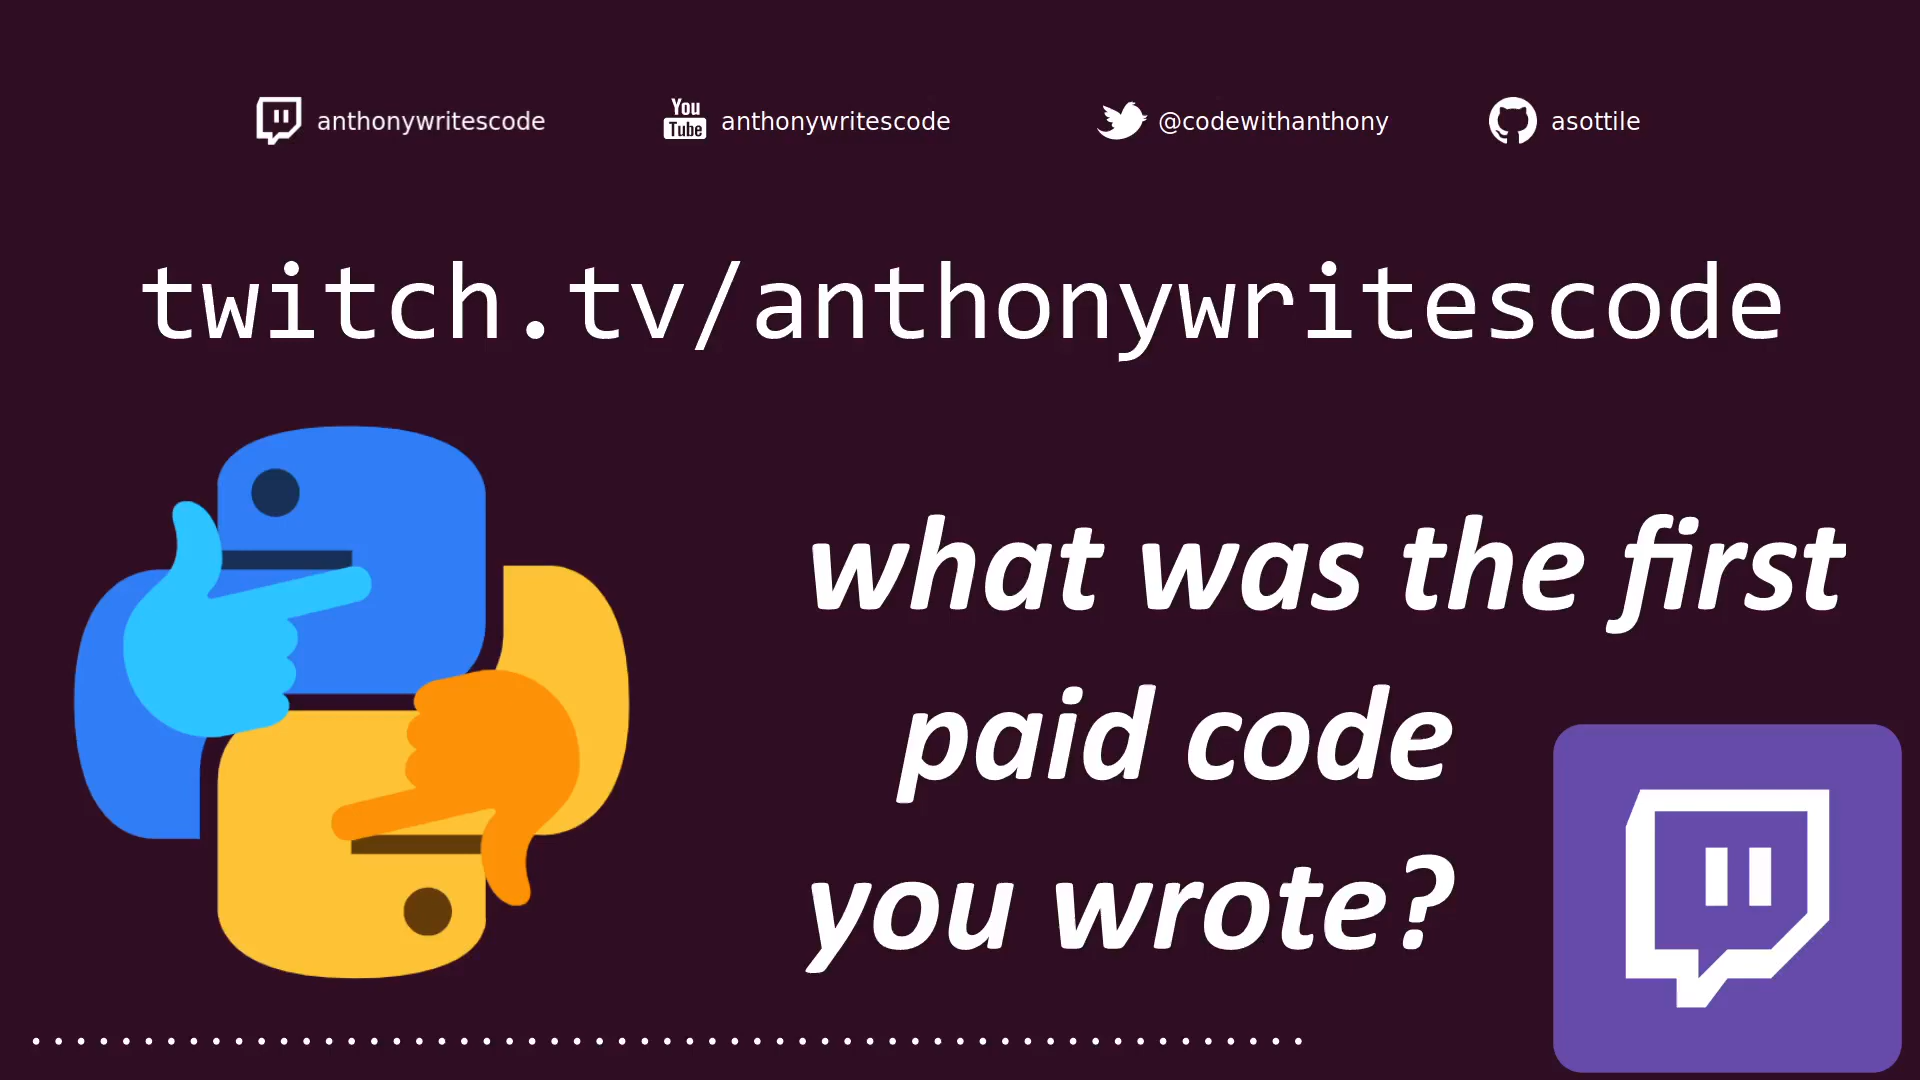 anthonywritescode
You
Tube
anthonywritescode
@codewithanthony
asottile
twitch.tv/anthonywritescode
what was the first
paid code
you wrote?